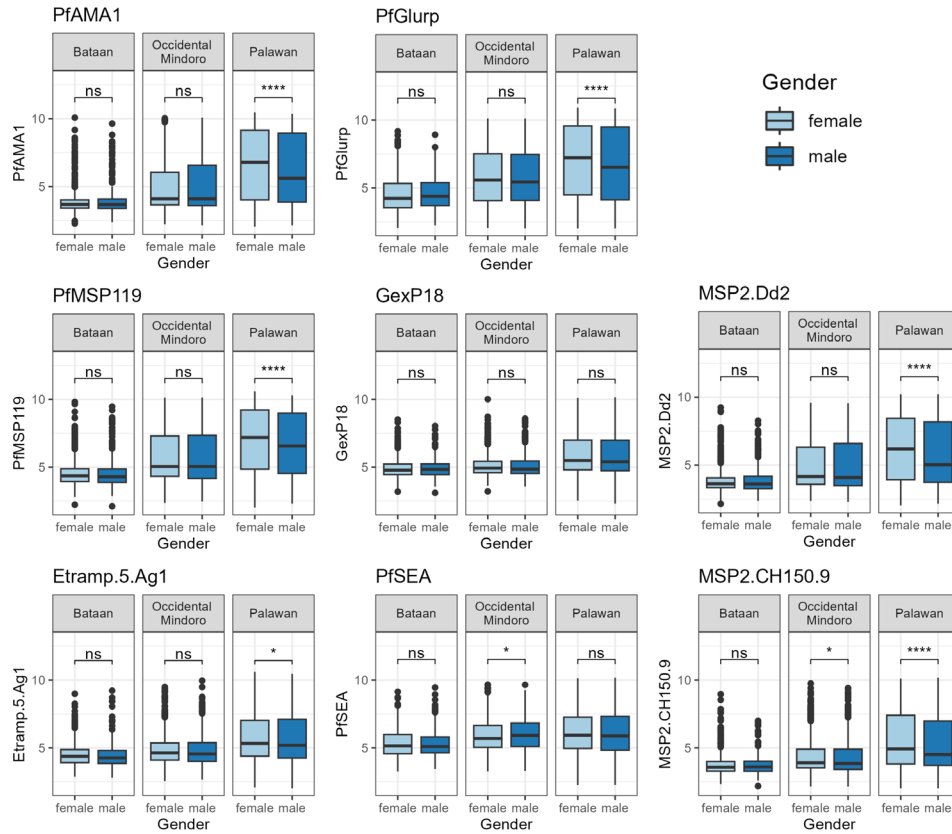 PfAMA1
PfGlurp
Bataan
Occidental
Mindoro
Palawan
Bataan
Occidental
Mindoro
Palawan
Gender
female
male
ns
ns
****
ns
ns
****
PfAMA1
10
5
PfGlurp
10
5
female male
female male
female male
female male
female male
female male
Gender
Gender
PfMSP119
GexP18
MSP2.Dd2
Bataan
Occidental
Mindoro
Palawan
Bataan
Occidental
Mindoro
Palawan
Bataan
Occidental
Mindoro
Palawan
ns
ns
****
ns
ns
ns
ns
ns
****
PfMSP119
10
5
GexP18
10
5
MSP2.Dd2
10
5
female male
female male
female male
female male
female male
female male
female male
female male
female male
Gender
Gender
Gender
Etramp.5.Ag1
PfSEA
MSP2.CH150.9
Bataan
Occidental
Mindoro
Palawan
Bataan
Occidental
Mindoro
Palawan
Bataan
Occidental
Mindoro
Palawan
ns
ns
*
ns
*
ns
ns
*
****
Etramp.5.Ag1
10
5
PfSEA
10
5
MSP2.CH150.9
10
5
female male
female male
female male
female male
female male
female male
female male
female male
female male
Gender
Gender
Gender